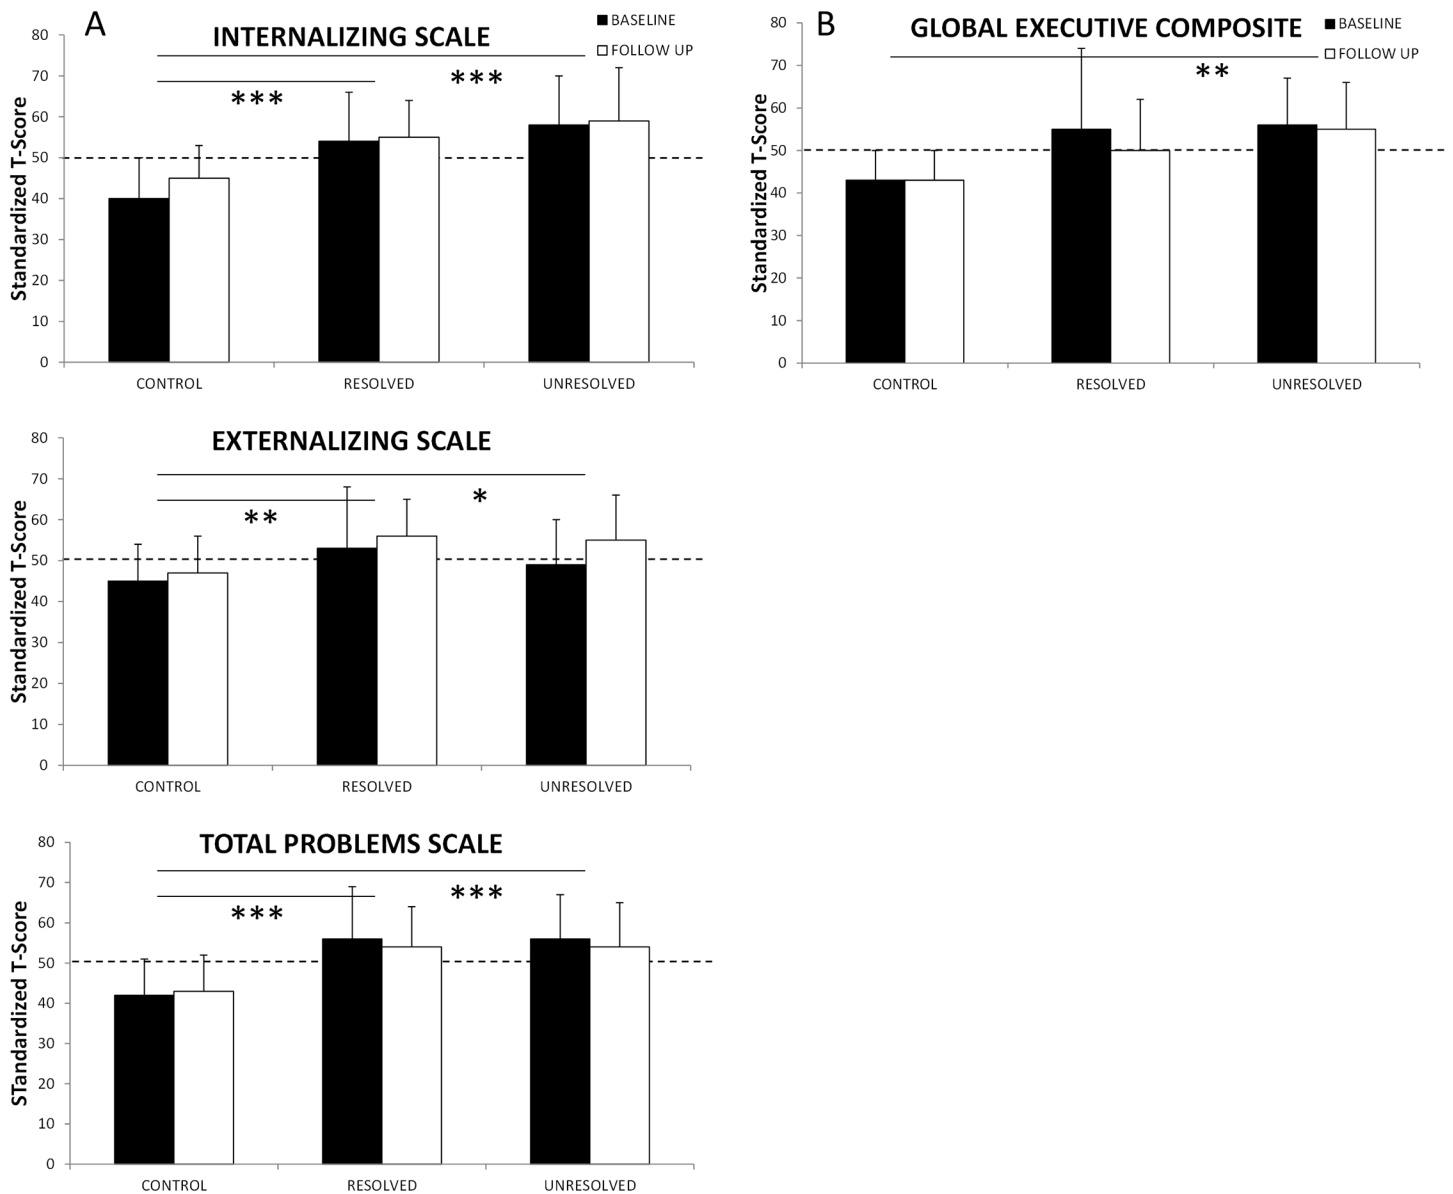 A
INTERNALIZING SCALE
BASELINE
FOLLOW UP
Standardized T-Score
80
70
60
50
40
30
20
10
0
***
***
CONTROL RESOLVED UNRESOLVED
B
GLOBAL EXECUTIVE COMPOSITE
BASELINE
FOLLOW UP
Standardized T-Score
80
70
60
50
40
30
20
10
0
**
CONTROL RESOLVED UNRESOLVED
EXTERNALIZING SCALE
Standardized T-Score
80
70
60
50
40
30
20
10
0
*
**
CONTROL RESOLVED UNRESOLVED
TOTAL PROBLEMS SCALE
STandardized T-Score
80
70
60
50
40
30
20
10
0
***
***
CONTROL RESOLVED UNRESOLVED